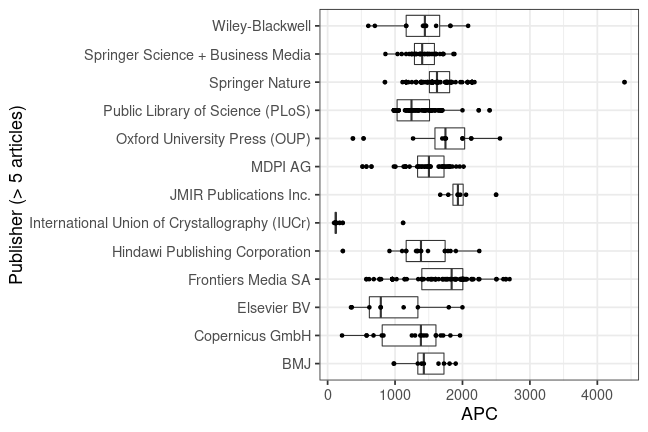 Publisher (> 5 articles)
Wiley-Blackwell
Springer Science + Business Media
Springer Nature
Public Library of Science (PLoS)
Oxford University Press (OUP)
MDPI AG
JMIR Publications Inc.
International Union of Crystallography (IUCr)
Hindawi Publishing Corporation
Frontiers Media SA
Elsevier BV
Copernicus GmbH
BMJ
0 1000 2000 3000 4000
APC